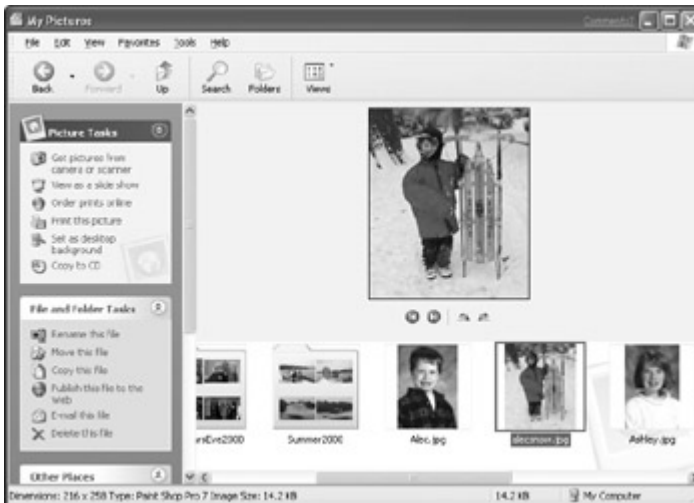 My Pictures
Comments?
File Edit View Favorites Tools Help
Back Forward Up Search Folders Views
Picture Tasks
Get pictures from
camera or scanner
View as a slide show
Order prints online
Print this picture
Set as desktop
background
Copy to CD
File and Folder Tasks
Rename this file
Move this file
Copy this file
Publish this file to the
Web
E-mail this file
Delete this file
Other Places
arsEve2000 Summer2000 Alec.jpg alecsnow.jpg Ashley.jpg
Dimensions: 216 x 258 Type: Paint Shop Pro 7 Image Size: 14.2 KB 14.2 KB My Computer